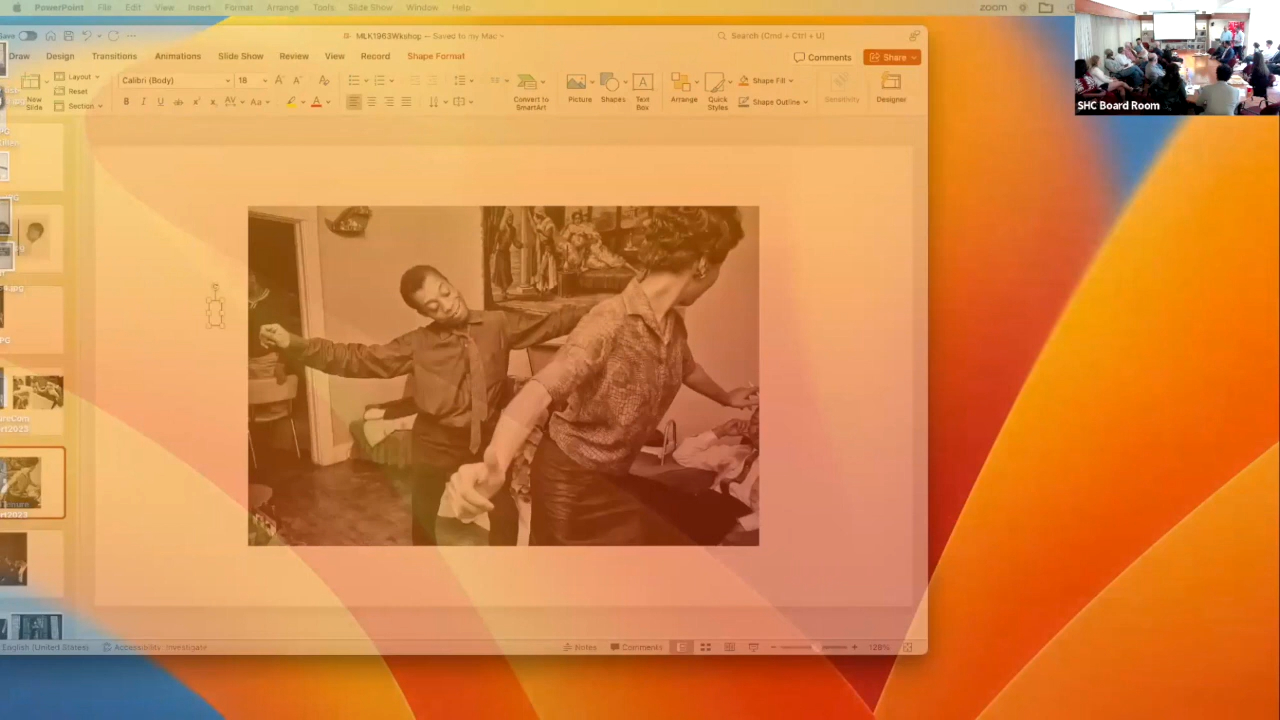 PowerPoint File Edit View Insert Format Arrange Tools Slide Show Window Help
zoom
MLK1963Wkshop — Saved to my Mac
Search (Cmd + Ctrl + U)
Draw Design Transitions Animations Slide Show Review View Record Shape Format
Comments
Share
New Slide
Layout
Reset
Section
Calibri (Body)
18
Convert to SmartArt
Picture
Shapes
Text Box
Arrange
Quick Styles
Shape Fill
Shape Outline
Sensitivity
Designer
SHC Board Room
English (United States)
Accessibility: Investigate
Notes
Comments
128%